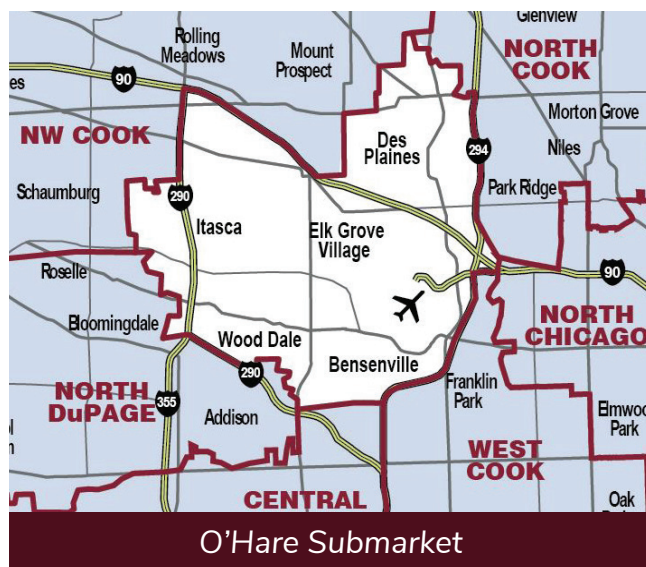 Rolling
Meadows
Mount
Prospect
Glenview
NORTH
COOK
90
es
NW COOK
Des
Plaines
Morton Grove
294
Niles
Schaumburg
290
Park Ridge
Itasca
Elk Grove
Village
Roselle
90
NORTH
CHICAGO
Bloomingdale
Wood Dale
Bensenville
290
Franklin
Park
NORTH
DuPAGE
355
Addison
Elmwo
Park
WEST
COOK
CENTRAL
Oak
O'Hare Submarket